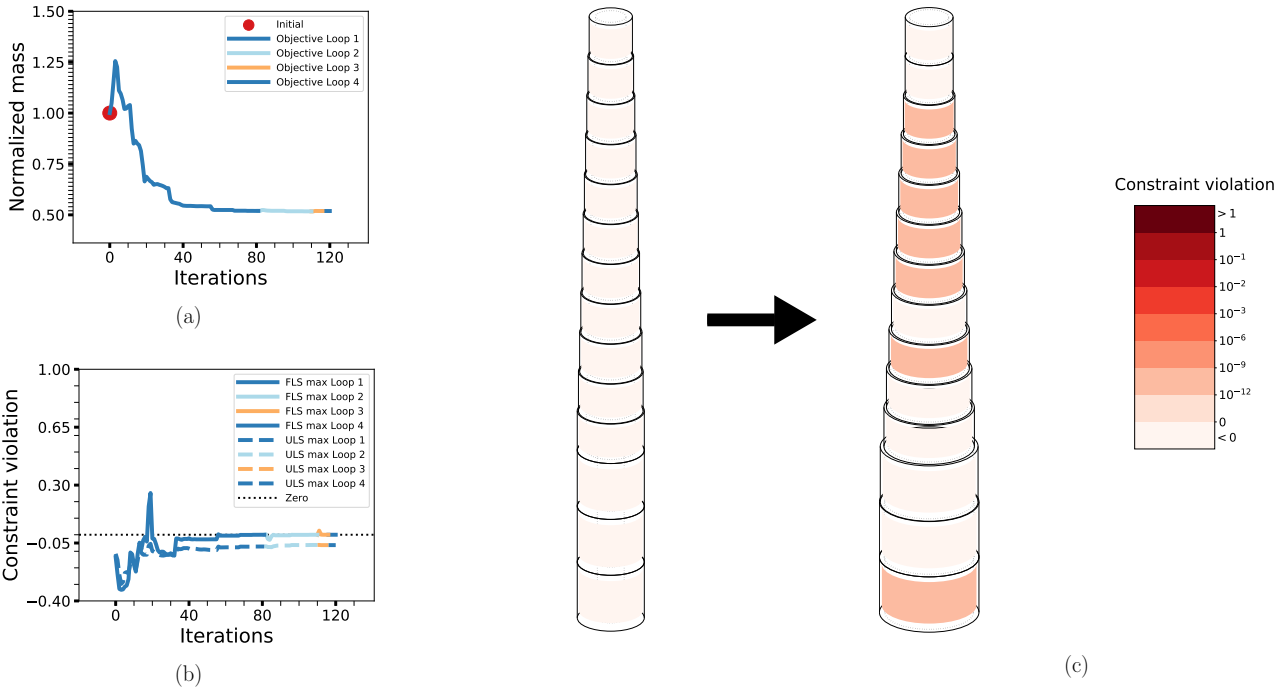 1.50
1.25
1.00
0.75
0.50
Normalized mass
Initial
Objective Loop 1
Objective Loop 2
Objective Loop 3
Objective Loop 4
0
40
80
120
Iterations
(a)
1.00
0.65
0.30
−0.05
−0.40
Constraint violation
FLS max Loop 1
FLS max Loop 2
FLS max Loop 3
FLS max Loop 4
ULS max Loop 1
ULS max Loop 2
ULS max Loop 3
ULS max Loop 4
Zero
0
40
80
120
Iterations
(b)
Constraint violation
> 1
1
10⁻¹
10⁻²
10⁻³
10⁻⁶
10⁻⁹
10⁻¹²
0
< 0
(c)